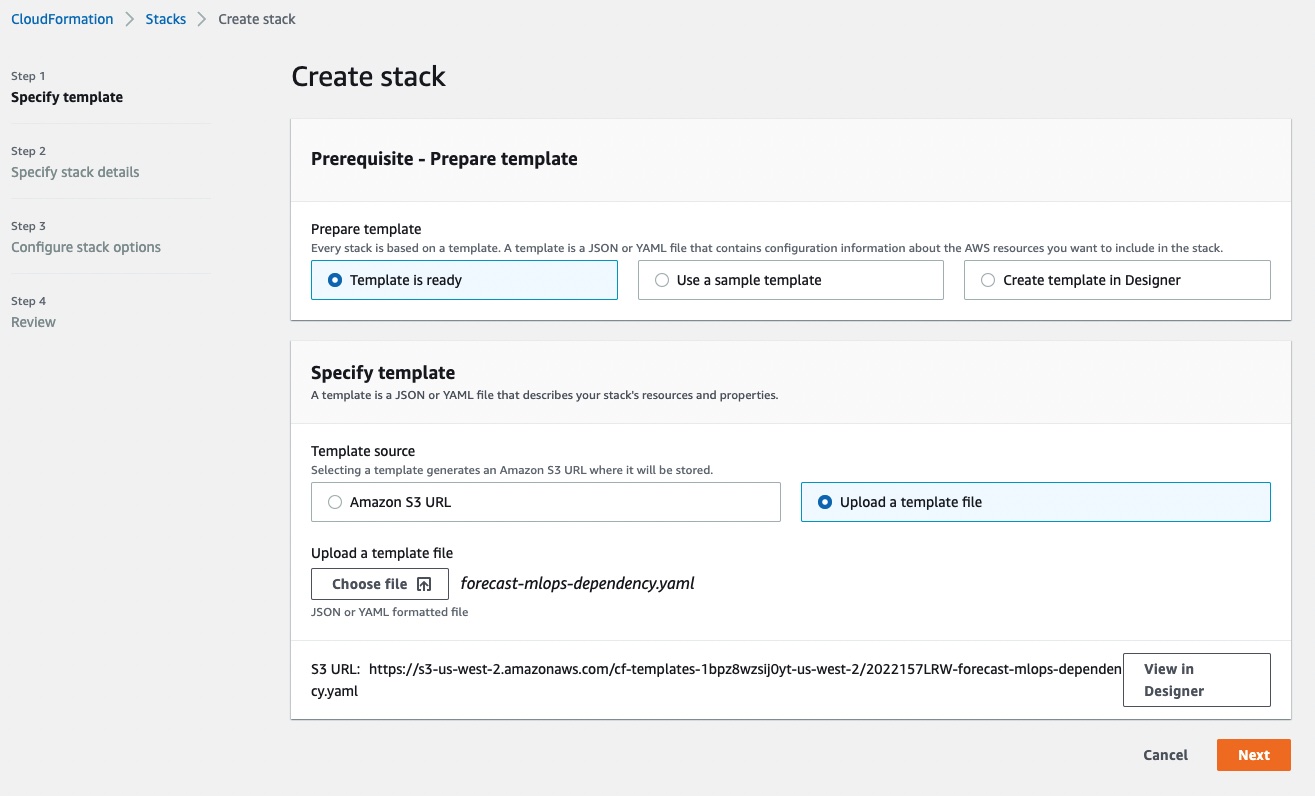 CloudFormation > Stacks > Create stack
Step 1
Specify template
Step 2
Specify stack details
Step 3
Configure stack options
Step 4
Review
Create stack
Prerequisite - Prepare template
Prepare template
Every stack is based on a template. A template is a JSON or YAML file that contains configuration information about the AWS resources you want to include in the stack.
Template is ready
Use a sample template
Create template in Designer
Specify template
A template is a JSON or YAML file that describes your stack's resources and properties.
Template source
Selecting a template generates an Amazon S3 URL where it will be stored.
Amazon S3 URL
Upload a template file
Upload a template file
Choose file
forecast-mlops-dependency.yaml
JSON or YAML formatted file
S3 URL: https://s3-us-west-2.amazonaws.com/cf-templates-1bpz8wzsij0yt-us-west-2/2022157LRW-forecast-mlops-dependen
cy.yaml
View in
Designer
Cancel
Next